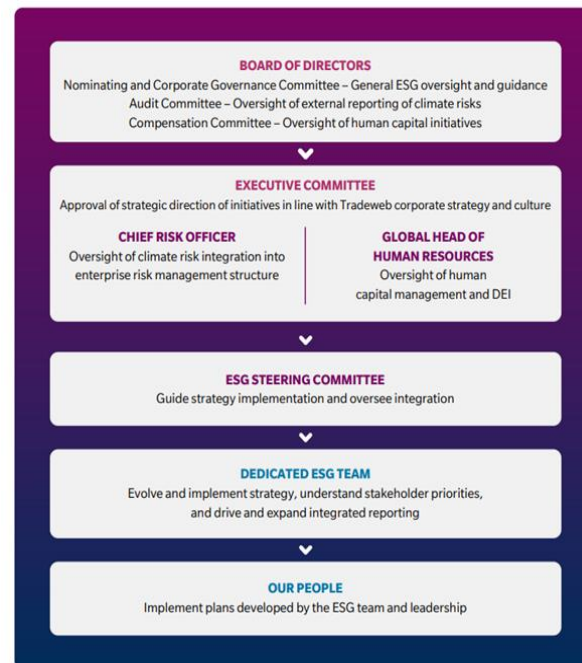 BOARD OF DIRECTORS
Nominating and Corporate Governance Committee – General ESG oversight and guidance
Audit Committee – Oversight of external reporting of climate risks
Compensation Committee – Oversight of human capital initiatives
EXECUTIVE COMMITTEE
Approval of strategic direction of initiatives in line with Tradeweb corporate strategy and culture
CHIEF RISK OFFICER
Oversight of climate risk integration into
enterprise risk management structure
GLOBAL HEAD OF
HUMAN RESOURCES
Oversight of human
capital management and DEI
ESG STEERING COMMITTEE
Guide strategy implementation and oversee integration
DEDICATED ESG TEAM
Evolve and implement strategy, understand stakeholder priorities,
and drive and expand integrated reporting
OUR PEOPLE
Implement plans developed by the ESG team and leadership